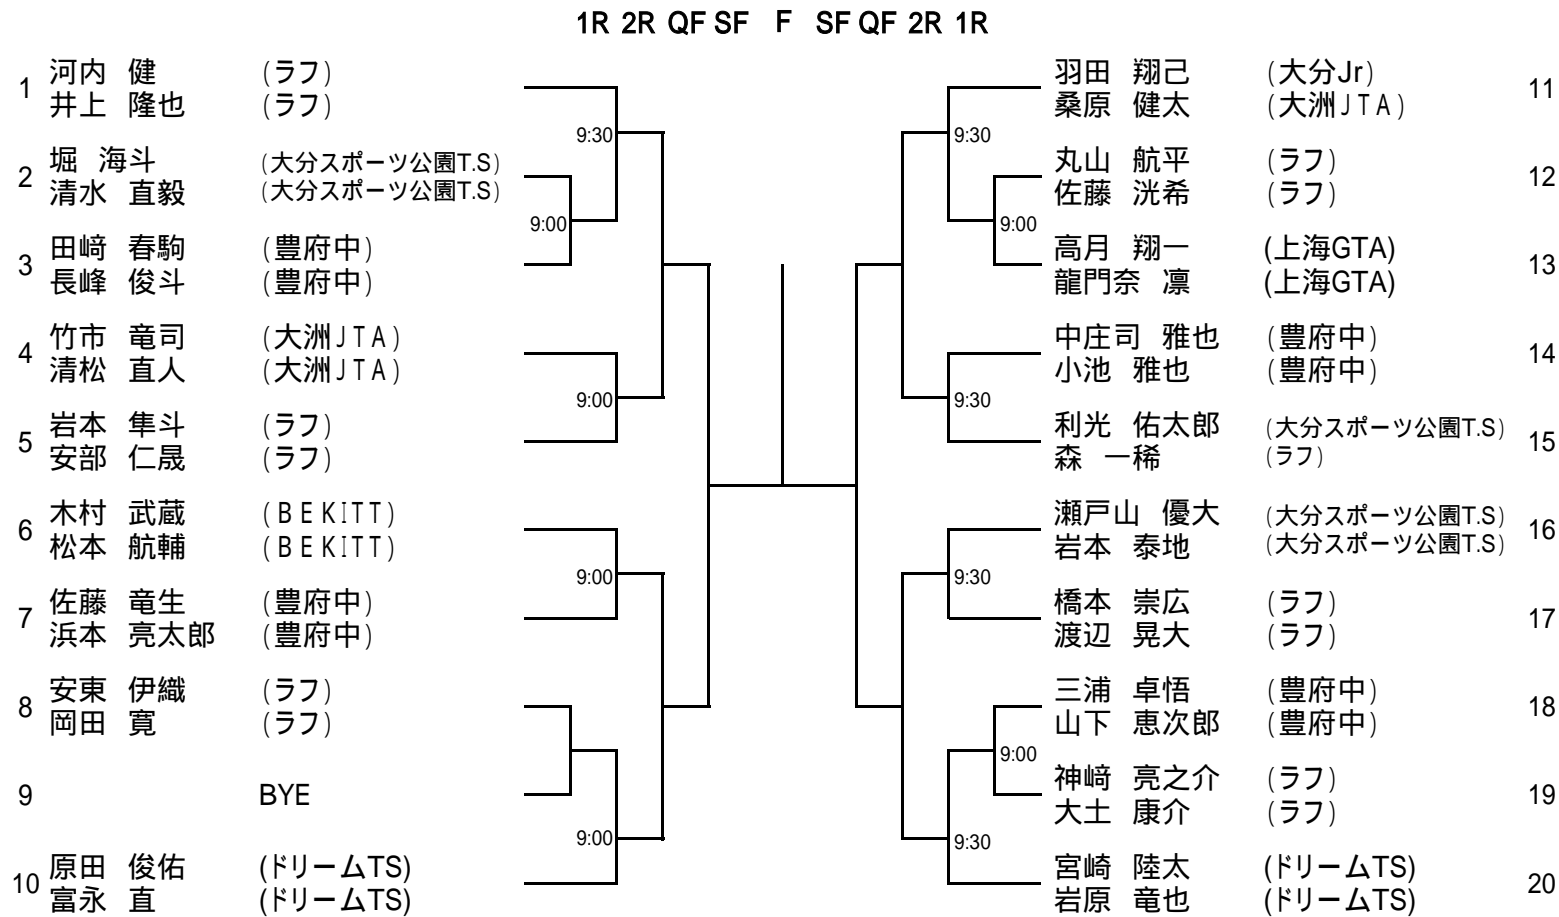 1R 2R QF SF F SF QF 2R 1R
1 河内 健 (ラフ)
井上 隆也 (ラフ)
9:30
2 堀 海斗 (大分スポーツ公園T.S)
清水 直毅 (大分スポーツ公園T.S)
9:00
3 田﨑 春駒 (豊府中)
長峰 俊斗 (豊府中)
4 竹市 竜司 (大洲JTA)
清松 直人 (大洲JTA)
9:00
5 岩本 隼斗 (ラフ)
安部 仁晟 (ラフ)
6 木村 武蔵 (BEKITT)
松本 航輔 (BEKITT)
9:00
7 佐藤 竜生 (豊府中)
浜本 亮太郎 (豊府中)
8 安東 伊織 (ラフ)
岡田 寛 (ラフ)
9 BYE
9:00
10 原田 俊佑 (ドリームTS)
富永 直 (ドリームTS)
羽田 翔己 (大分Jr) 11
桑原 健太 (大洲JTA)
9:30
丸山 航平 (ラフ) 12
佐藤 洸希 (ラフ)
9:00
高月 翔一 (上海GTA) 13
龍門奈 凛 (上海GTA)
中庄司 雅也 (豊府中) 14
小池 雅也 (豊府中)
9:30
利光 佑太郎 (大分スポーツ公園T.S) 15
森 一稀 (ラフ)
瀬戸山 優大 (大分スポーツ公園T.S) 16
岩本 泰地 (大分スポーツ公園T.S)
9:30
橋本 崇広 (ラフ) 17
渡辺 晃大 (ラフ)
三浦 卓悟 (豊府中) 18
山下 恵次郎 (豊府中)
9:00
神﨑 亮之介 (ラフ) 19
大土 康介 (ラフ)
9:30
宮崎 陸太 (ドリームTS) 20
岩原 竜也 (ドリームTS)